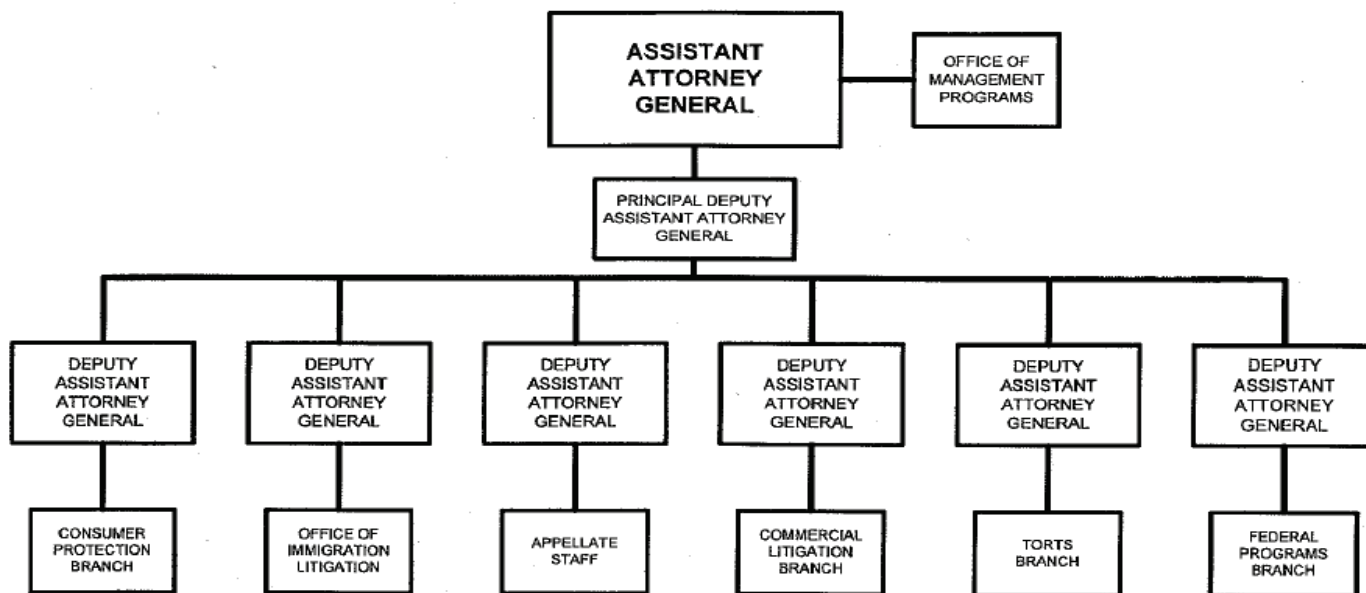 ASSISTANT
ATTORNEY
GENERAL
OFFICE OF
MANAGEMENT
PROGRAMS
PRINCIPAL DEPUTY
ASSISTANT ATTORNEY
GENERAL
DEPUTY
ASSISTANT
ATTORNEY
GENERAL
DEPUTY
ASSISTANT
ATTORNEY
GENERAL
DEPUTY
ASSISTANT
ATTORNEY
GENERAL
DEPUTY
ASSISTANT
ATTORNEY
GENERAL
DEPUTY
ASSISTANT
ATTORNEY
GENERAL
DEPUTY
ASSISTANT
ATTORNEY
GENERAL
CONSUMER
PROTECTION
BRANCH
OFFICE OF
IMMIGRATION
LITIGATION
APPELLATE
STAFF
COMMERCIAL
LITIGATION
BRANCH
TORTS
BRANCH
FEDERAL
PROGRAMS
BRANCH